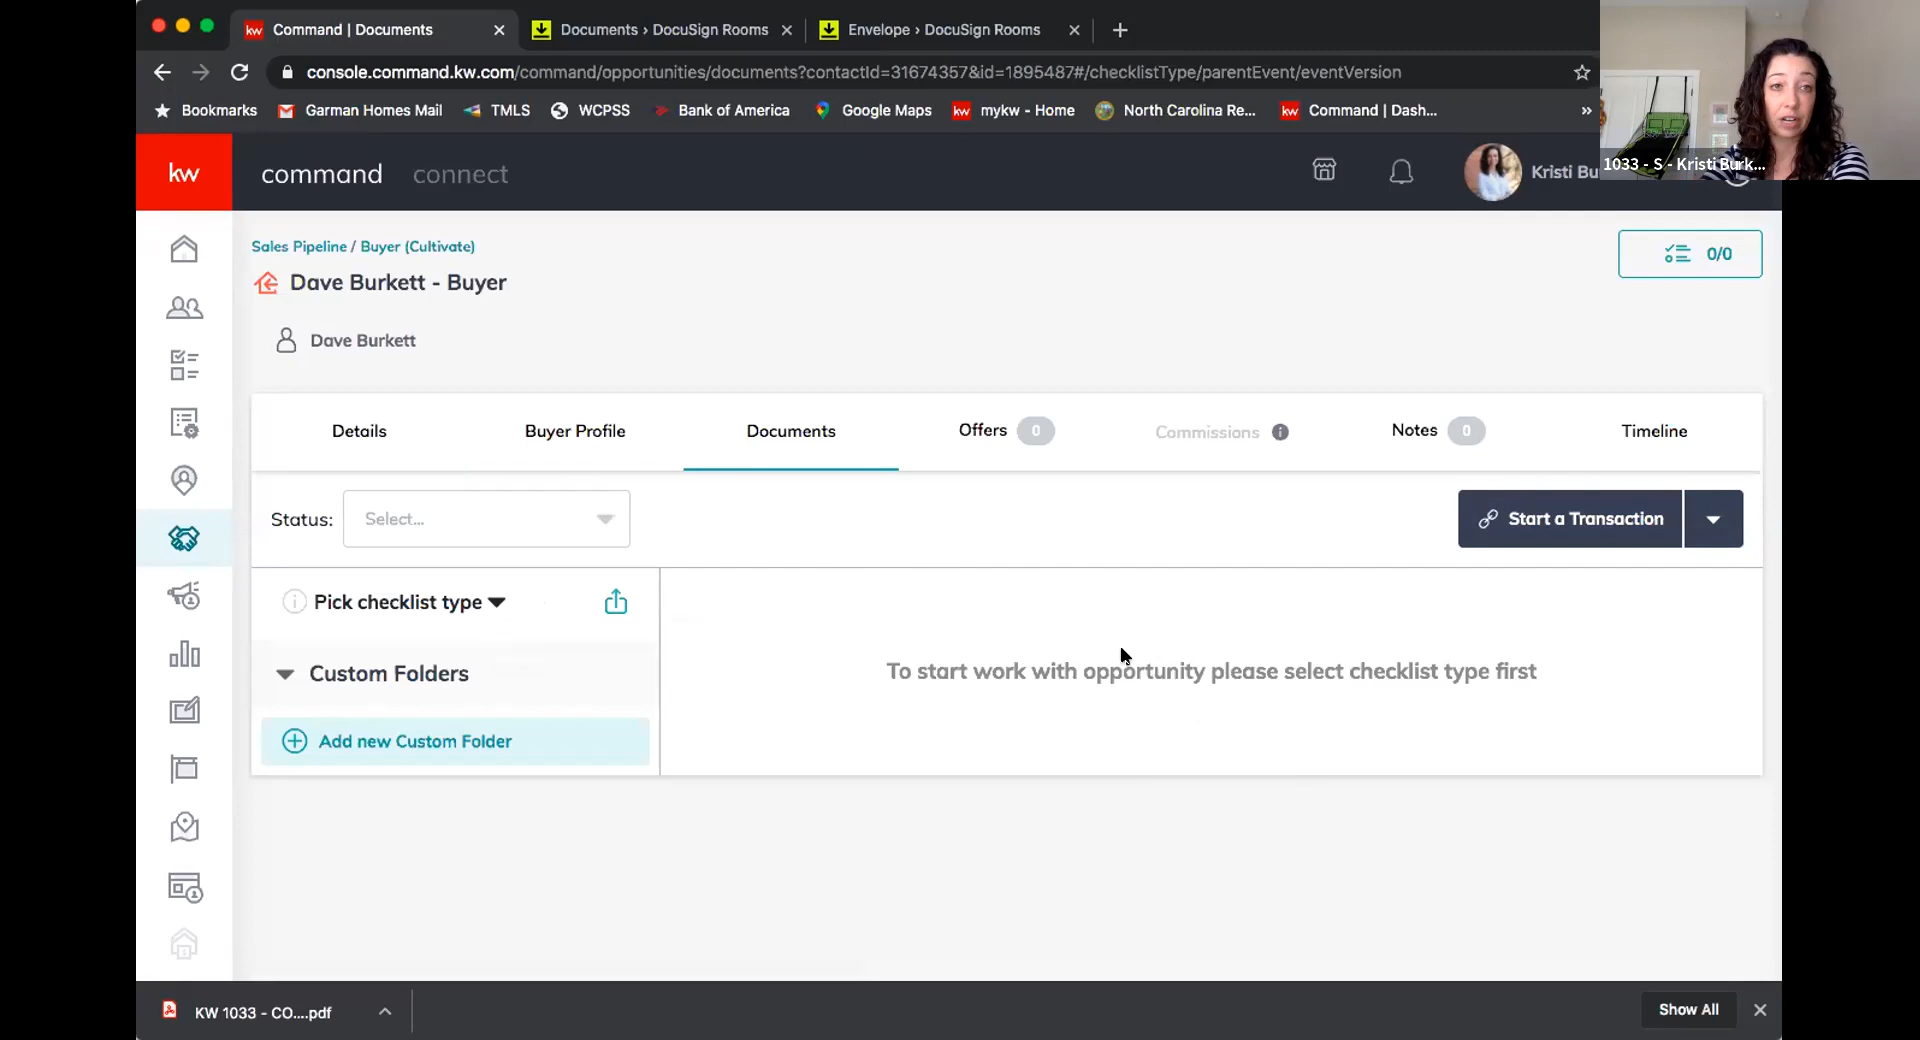 kw Command | Documents
Documents › DocuSign Rooms
Envelope › DocuSign Rooms
console.command.kw.com/command/opportunities/documents?contactId=31674357&id=1895487#/checklistType/parentEvent/eventVersion
Bookmarks Garman Homes Mail TMLS WCPSS Bank of America Google Maps kw mykw - Home North Carolina Re... kw Command | Dash... »
1033 - S - Kristi Burk...
kw command connect Kristi Bu
Sales Pipeline / Buyer (Cultivate)
0/0
Dave Burkett - Buyer
Dave Burkett
Details Buyer Profile Documents Offers 0 Commissions i Notes 0 Timeline
Status: Select... Start a Transaction
i Pick checklist type
Custom Folders
To start work with opportunity please select checklist type first
Add new Custom Folder
KW 1033 - CO....pdf Show All